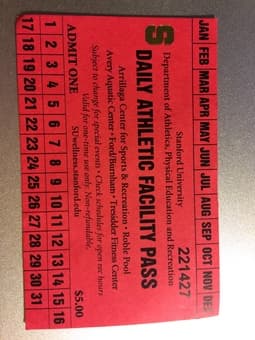 JAN FEB MAR APR MAY JUN JUL AUG SEP OCT NOV DEC
Stanford University
221427
Department of Athletics, Physical Education and Recreation
S DAILY ATHLETIC FACILITY PASS
Arrillaga Center for Sports & Recreation • Roble Pool
Avery Aquatic Center • Ford/Burnham • Tresidder Fitness Center
Subject to change for special events • Check schedules for open rec hours
Valid for one-time use only. Non-refundable.
ADMIT ONE SUwellness.stanford.edu $5.00
1 2 3 4 5 6 7 8 9 10 11 12 13 14 15 16
17 18 19 20 21 22 23 24 25 26 27 28 29 30 31